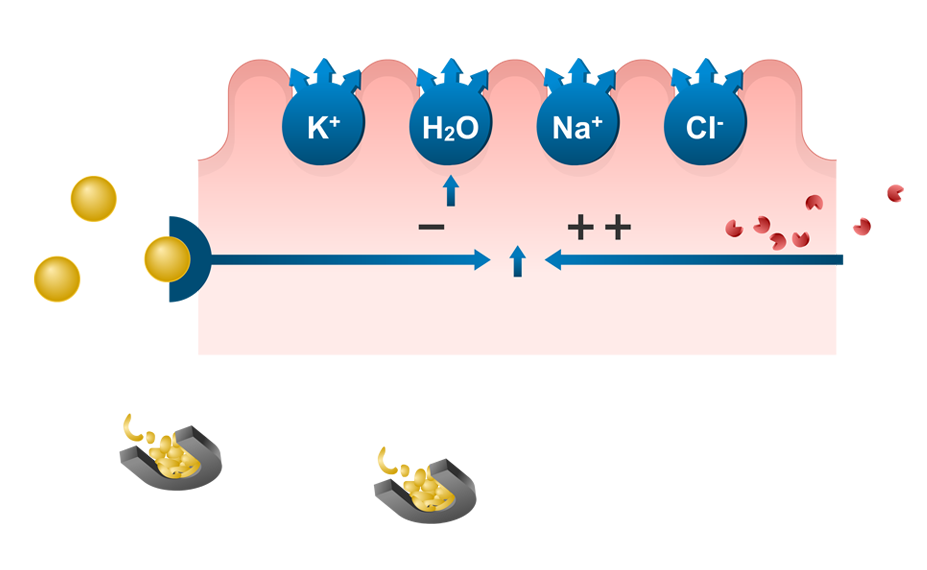 K⁺
H₂O
Na⁺
Cl⁻
− ++